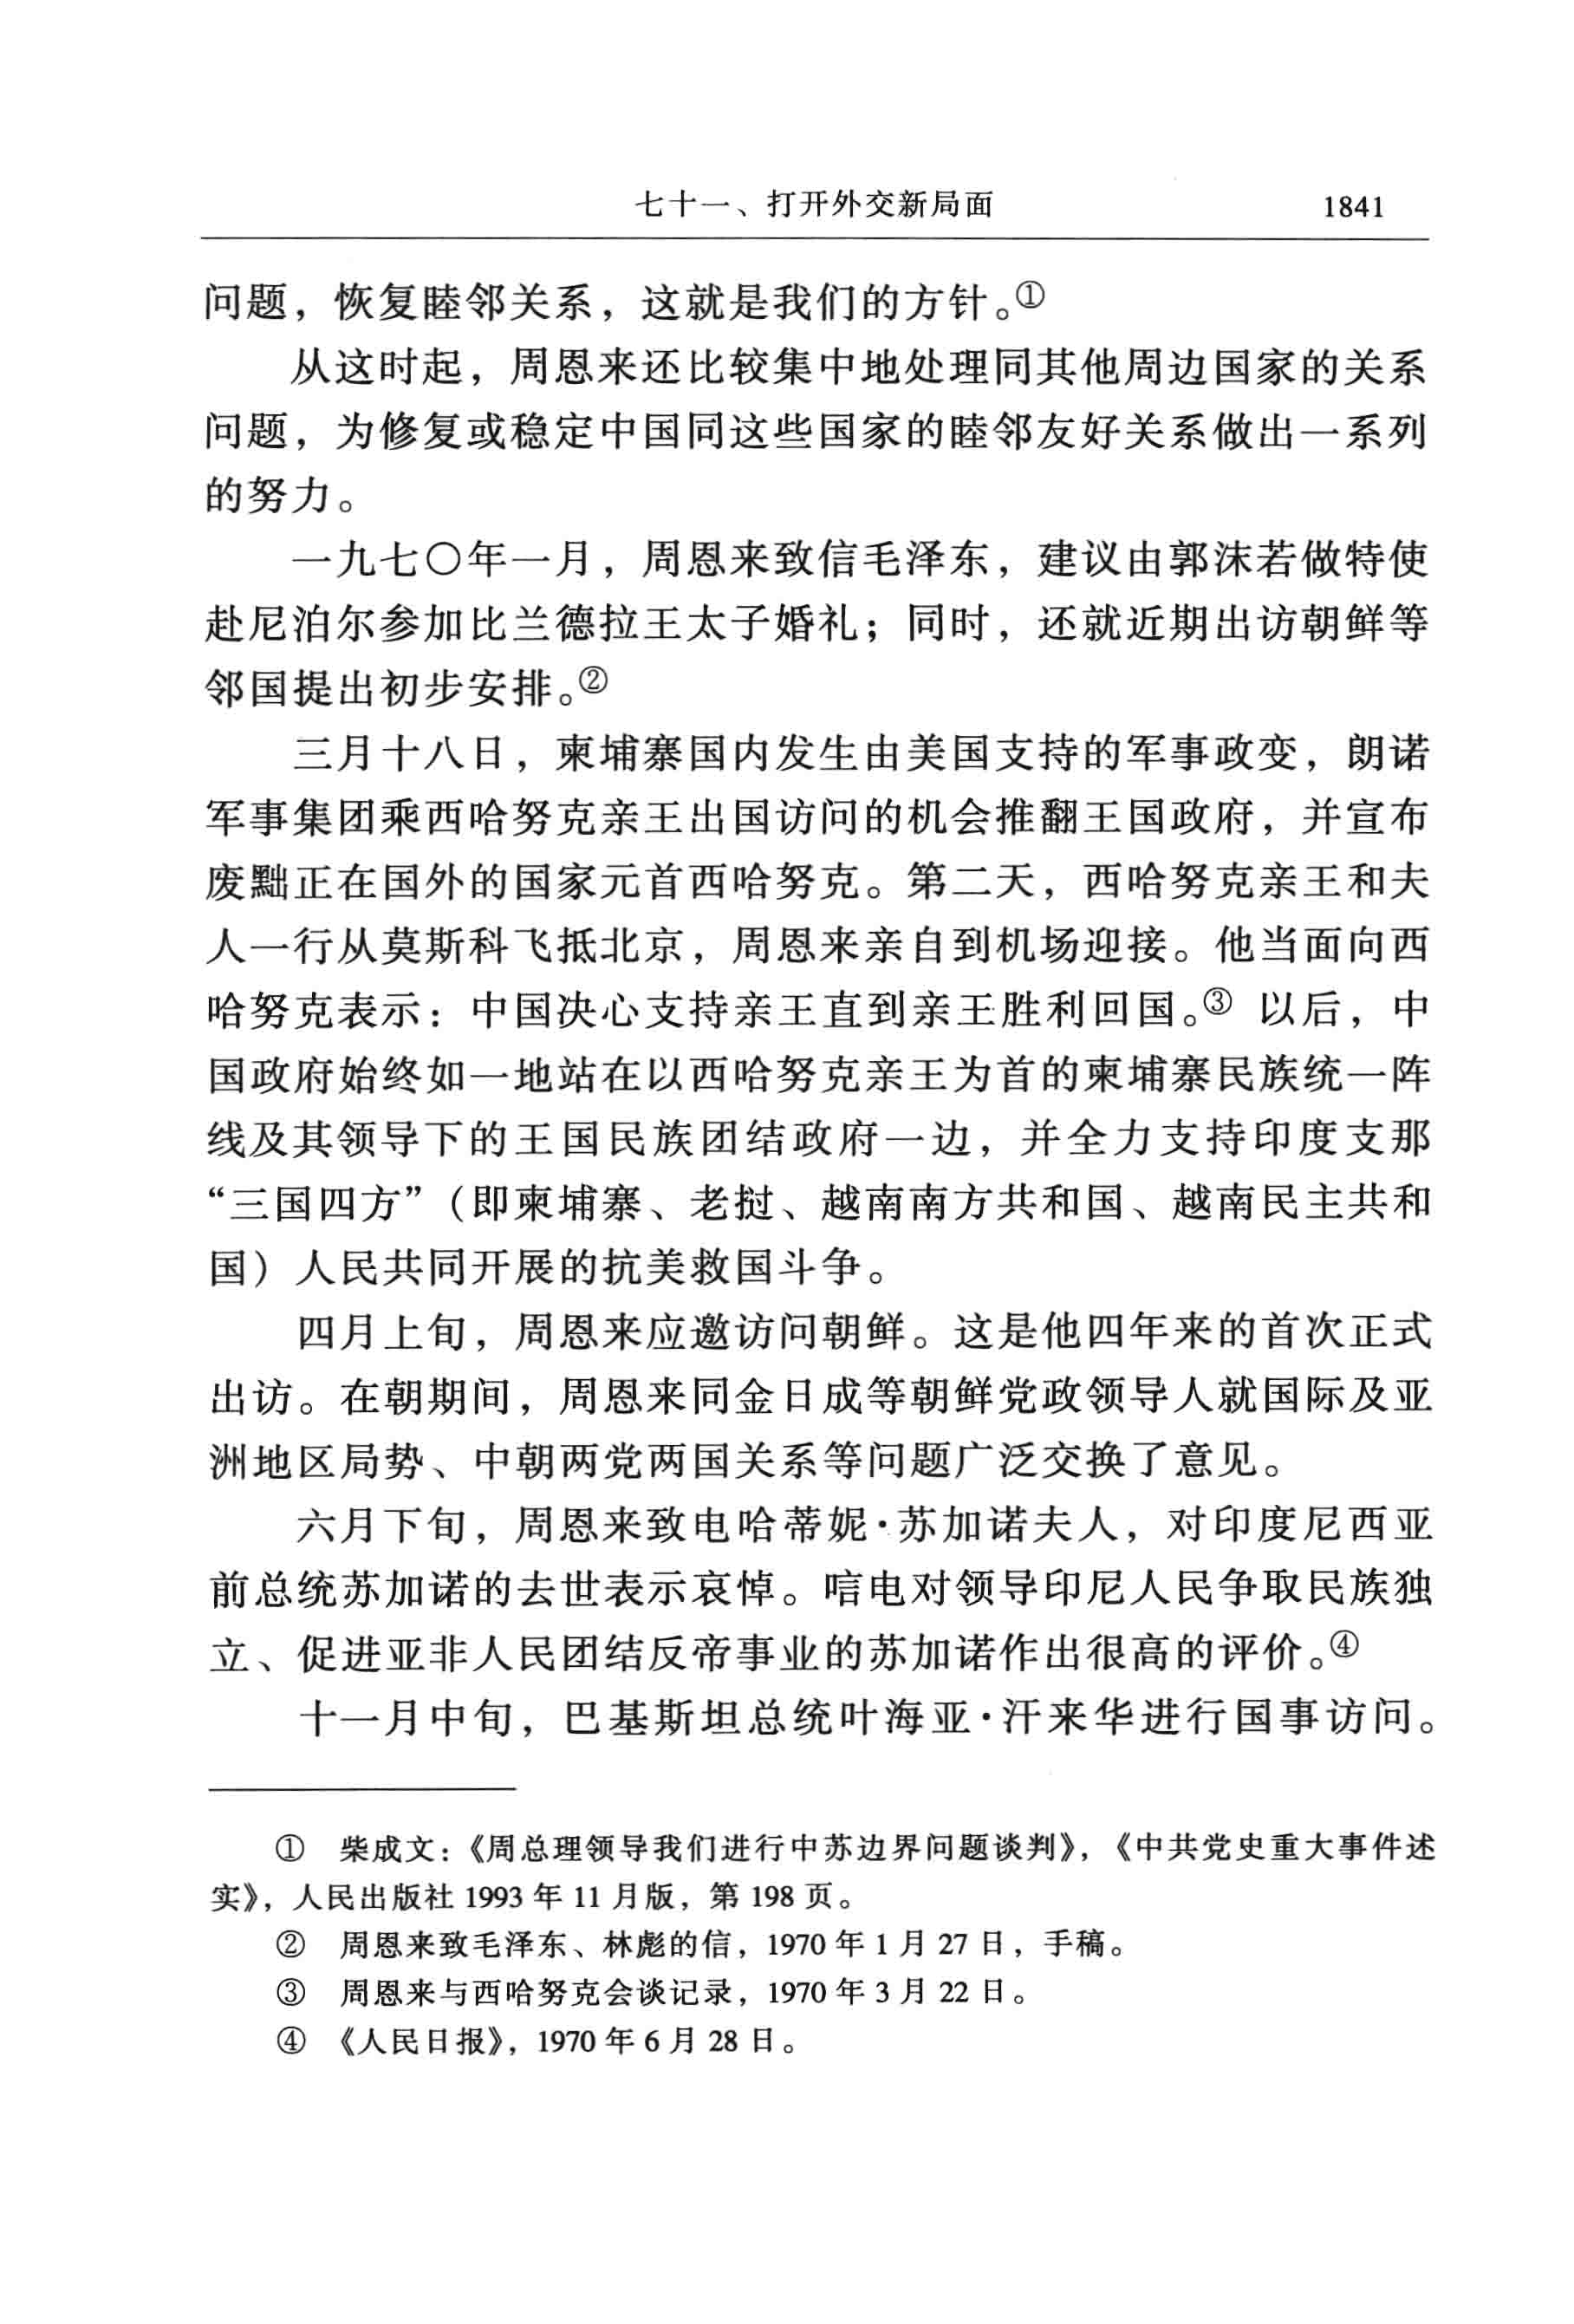 七十一、打开外交新局面 1841
问题，恢复睦邻关系，这就是我们的方针。①
从这时起，周恩来还比较集中地处理同其他周边国家的关系
问题，为修复或稳定中国同这些国家的睦邻友好关系做出一系列
的努力。
一九七〇年一月，周恩来致信毛泽东，建议由郭沫若做特使
赴尼泊尔参加比兰德拉王太子婚礼；同时，还就近期出访朝鲜等
邻国提出初步安排。②
三月十八日，柬埔寨国内发生由美国支持的军事政变，朗诺
军事集团乘西哈努克亲王出国访问的机会推翻王国政府，并宣布
废黜正在国外的国家元首西哈努克。第二天，西哈努克亲王和夫
人一行从莫斯科飞抵北京，周恩来亲自到机场迎接。他当面向西
哈努克表示：中国决心支持亲王直到亲王胜利回国。③ 以后，中
国政府始终如一地站在以西哈努克亲王为首的柬埔寨民族统一阵
线及其领导下的王国民族团结政府一边，并全力支持印度支那
“三国四方”（即柬埔寨、老挝、越南南方共和国、越南民主共和
国）人民共同开展的抗美救国斗争。
四月上旬，周恩来应邀访问朝鲜。这是他四年来的首次正式
出访。在朝期间，周恩来同金日成等朝鲜党政领导人就国际及亚
洲地区局势、中朝两党两国关系等问题广泛交换了意见。
六月下旬，周恩来致电哈蒂妮·苏加诺夫人，对印度尼西亚
前总统苏加诺的去世表示哀悼。唁电对领导印尼人民争取民族独
立、促进亚非人民团结反帝事业的苏加诺作出很高的评价。④
十一月中旬，巴基斯坦总统叶海亚·汗来华进行国事访问。
① 柴成文：《周总理领导我们进行中苏边界问题谈判》，《中共党史重大事件述
实》，人民出版社 1993 年 11 月版，第 198 页。
② 周恩来致毛泽东、林彪的信，1970 年 1 月 27 日，手稿。
③ 周恩来与西哈努克会谈记录，1970 年 3 月 22 日。
④ 《人民日报》，1970 年 6 月 28 日。